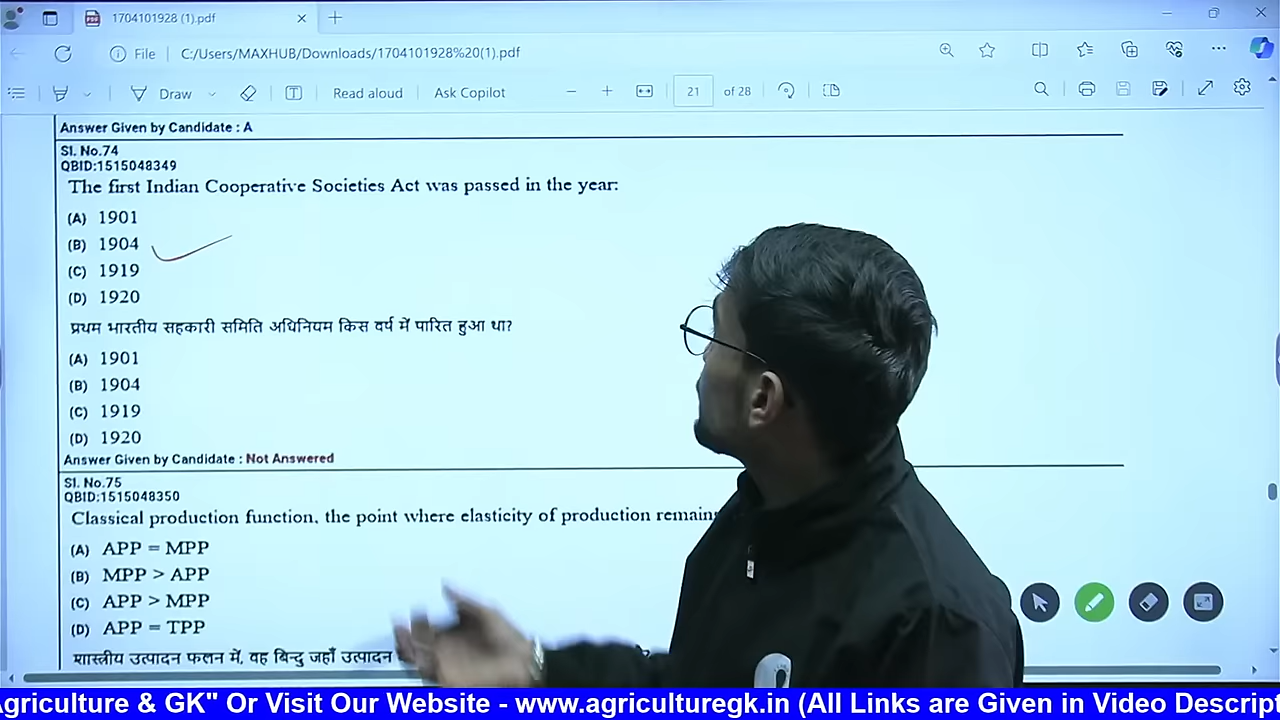 1704101928 (1).pdf
File
C:/Users/MAXHUB/Downloads/1704101928%20(1).pdf
Draw
Read aloud
Ask Copilot
21
of 28
Answer Given by Candidate : A
SI. No.74
QBID:1515048349
The first Indian Cooperative Societies Act was passed in the year:
(A) 1901
(B) 1904
(C) 1919
(D) 1920
प्रथम भारतीय सहकारी समिति अधिनियम किस वर्ष में पारित हुआ था?
(A) 1901
(B) 1904
(C) 1919
(D) 1920
Answer Given by Candidate : Not Answered
SI. No.75
QBID:1515048350
Classical production function, the point where elasticity of production
(A) APP = MPP
(B) MPP > APP
(C) APP > MPP
(D) APP = TPP
शास्त्रीय उत्पादन फलन में, वह बिन्दु जहाँ उत्पादन
Agriculture & GK" Or Visit Our Website - www.agriculturegk.in (All Links are Given in Video